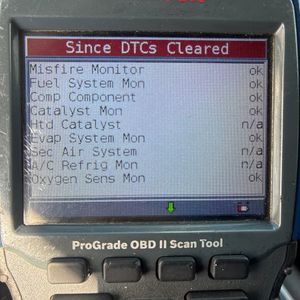 Since DTCs Cleared
Misfire Monitor ok
Fuel System Mon ok
Comp Component ok
Catalyst Mon ok
Htd Catalyst n/a
Evap System Mon ok
Sec Air System n/a
A/C Refrig Mon n/a
Oxygen Sens Mon ok
ProGrade OBD II Scan Tool